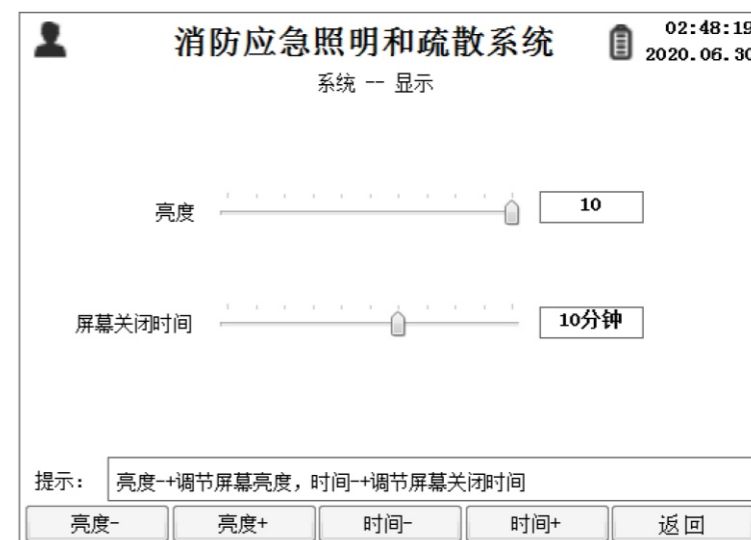 消防应急照明和疏散系统
02:48:19
2020.06.30
系统 -- 显示
亮度
10
屏幕关闭时间
10分钟
提示： 亮度-+调节屏幕亮度，时间-+调节屏幕关闭时间
亮度- 亮度+ 时间- 时间+ 返回